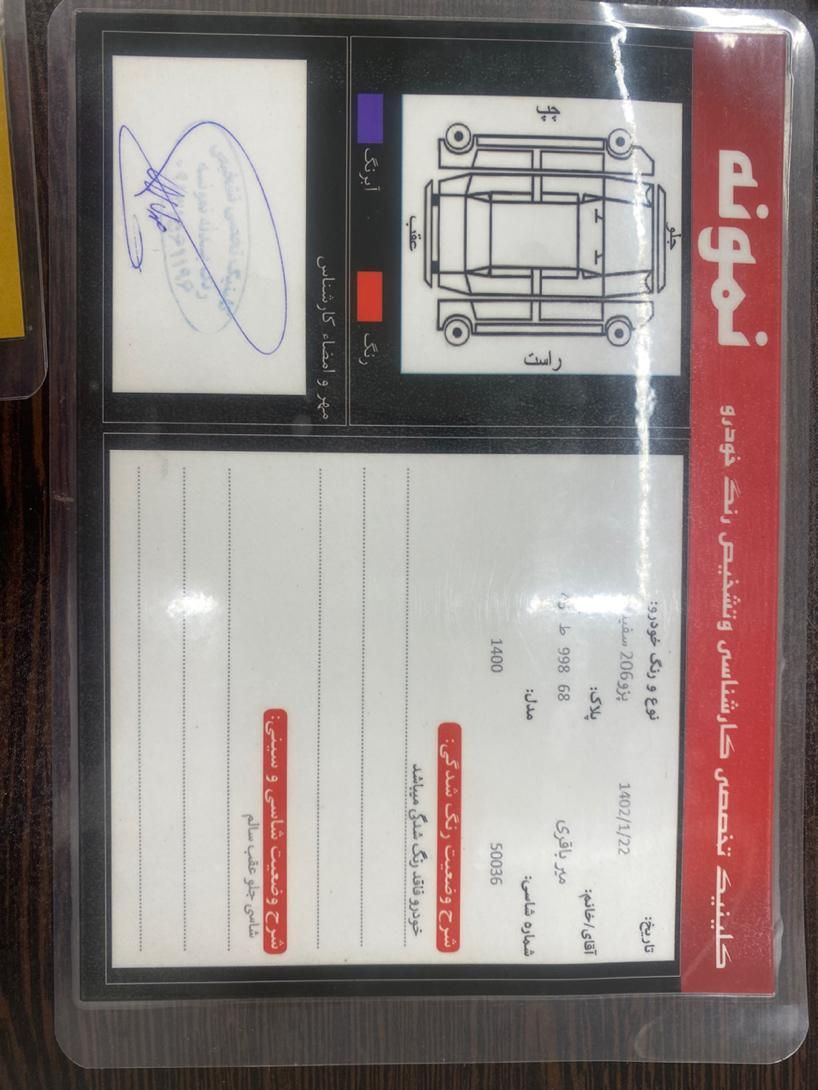 نمونه
کلینیک تخصصی کارشناسی وتشخیص رنگ خودرو
تاریخ:
1402/1/22
نوع و رنگ خودرو:
پژو206 سفید
آقای/خانم:
میر باقری
پلاک:
68 998 ط
شماره شاسی:
50036
مدل:
1400
شرح وضعیت رنگ شدگی:
خودرو فاقد رنگ شدگی میباشد
شرح وضعیت شاسی و سینی:
شاسی جلو عقب سالم
جلو
چپ
راست
عقب
رنگ
آبرنگ
مهر و امضاء کارشناس